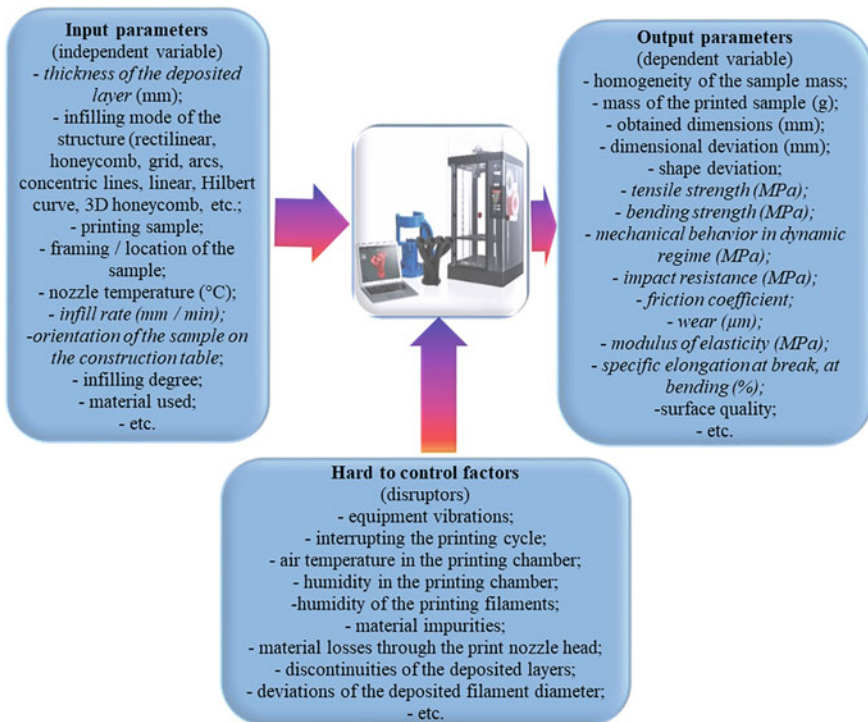 Input parameters
(independent variable)
- thickness of the deposited
layer (mm);
- infilling mode of the
structure (rectilinear,
honeycomb, grid, arcs,
concentric lines, linear, Hilbert
curve, 3D honeycomb, etc.;
- printing sample;
- framing / location of the
sample;
- nozzle temperature (°C);
- infill rate (mm / min);
-orientation of the sample on
the construction table;
- infilling degree;
- material used;
- etc.
Output parameters
(dependent variable)
- homogeneity of the sample mass;
- mass of the printed sample (g);
- obtained dimensions (mm);
- dimensional deviation (mm);
- shape deviation;
- tensile strength (MPa);
- bending strength (MPa);
- mechanical behavior in dynamic
regime (MPa);
- impact resistance (MPa);
- friction coefficient;
- wear (µm);
- modulus of elasticity (MPa);
- specific elongation at break, at
bending (%);
-surface quality;
- etc.
Hard to control factors
(disruptors)
- equipment vibrations;
- interrupting the printing cycle;
- air temperature in the printing chamber;
- humidity in the printing chamber;
-humidity of the printing filaments;
- material impurities;
- material losses through the print nozzle head;
- discontinuities of the deposited layers;
- deviations of the deposited filament diameter;
- etc.